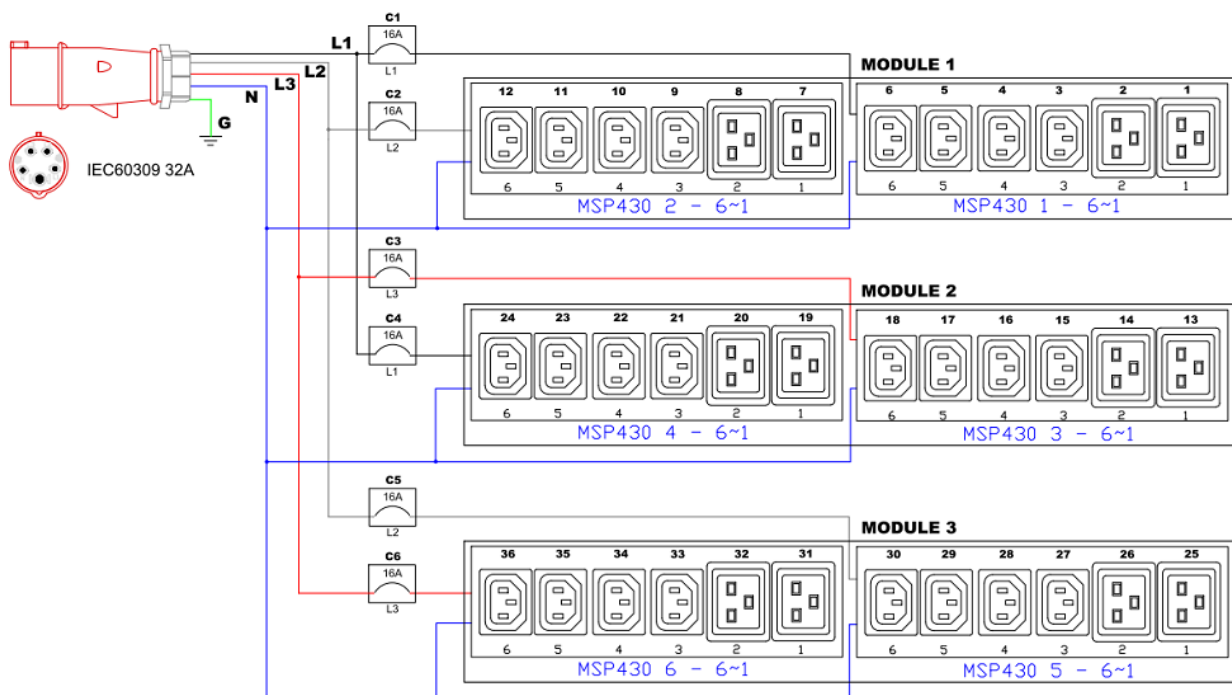 C1
16A
L1
L1
L2
L3
N
G
IEC60309 32A
C2
16A
L2
MODULE 1
12 11 10 9 8 7 6 5 4 3 2 1
6 5 4 3 2 1 6 5 4 3 2 1
MSP430 2 - 6~1 MSP430 1 - 6~1
C3
16A
L3
C4
16A
L1
MODULE 2
24 23 22 21 20 19 18 17 16 15 14 13
6 5 4 3 2 1 6 5 4 3 2 1
MSP430 4 - 6~1 MSP430 3 - 6~1
C5
16A
L2
C6
16A
L3
MODULE 3
36 35 34 33 32 31 30 29 28 27 26 25
6 5 4 3 2 1 6 5 4 3 2 1
MSP430 6 - 6~1 MSP430 5 - 6~1